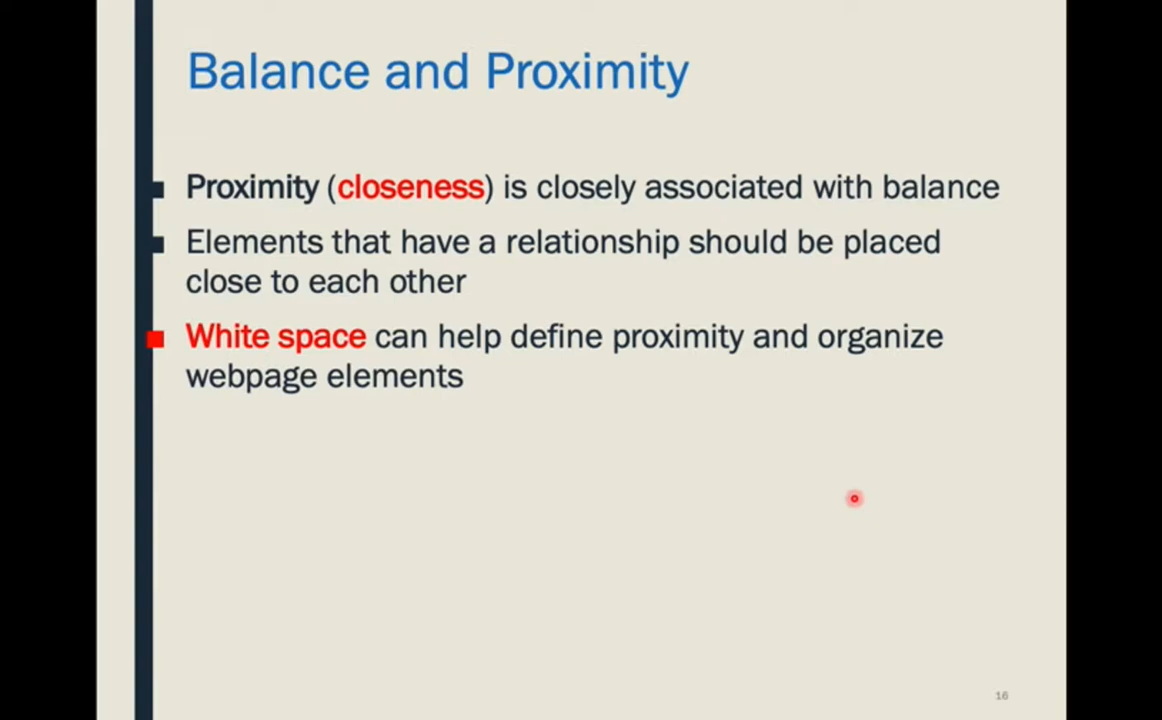 Balance and Proximity
Proximity (closeness) is closely associated with balance
Elements that have a relationship should be placed
close to each other
White space can help define proximity and organize
webpage elements
16